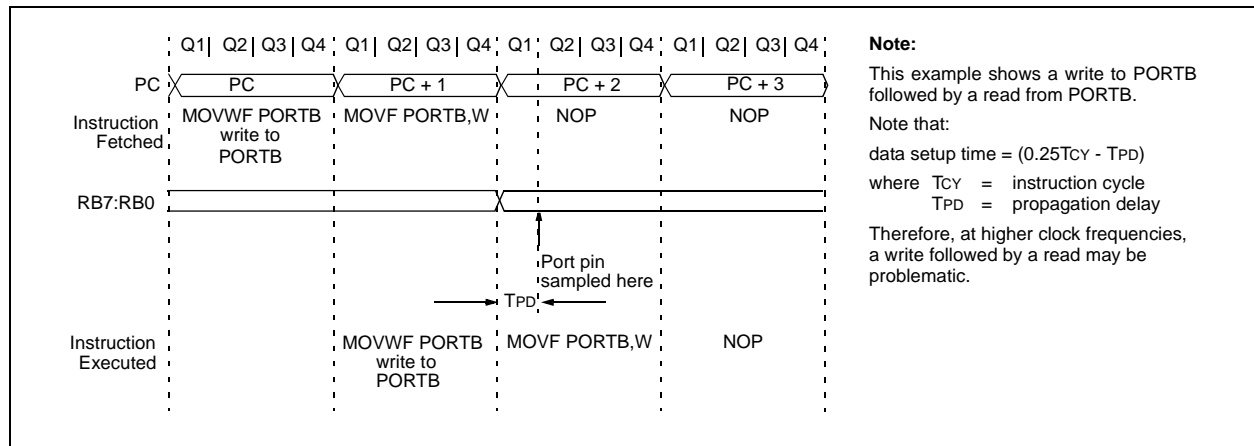 Q1| Q2 | Q3 | Q4 Q1| Q2 | Q3 | Q4 Q1 Q2 | Q3 | Q4 Q1| Q2 | Q3 | Q4
PC PC PC + 1 PC + 2 PC + 3
Instruction Fetched
MOVWF PORTB
write to
PORTB
MOVF PORTB,W
NOP
NOP
RB7:RB0
Port pin
sampled here
TPD
Instruction
Executed
MOVWF PORTB
write to
PORTB
MOVF PORTB,W
NOP
Note:
This example shows a write to PORTB
followed by a read from PORTB.
Note that:
data setup time = (0.25TCY - TPD)
where TCY = instruction cycle
TPD = propagation delay
Therefore, at higher clock frequencies,
a write followed by a read may be
problematic.